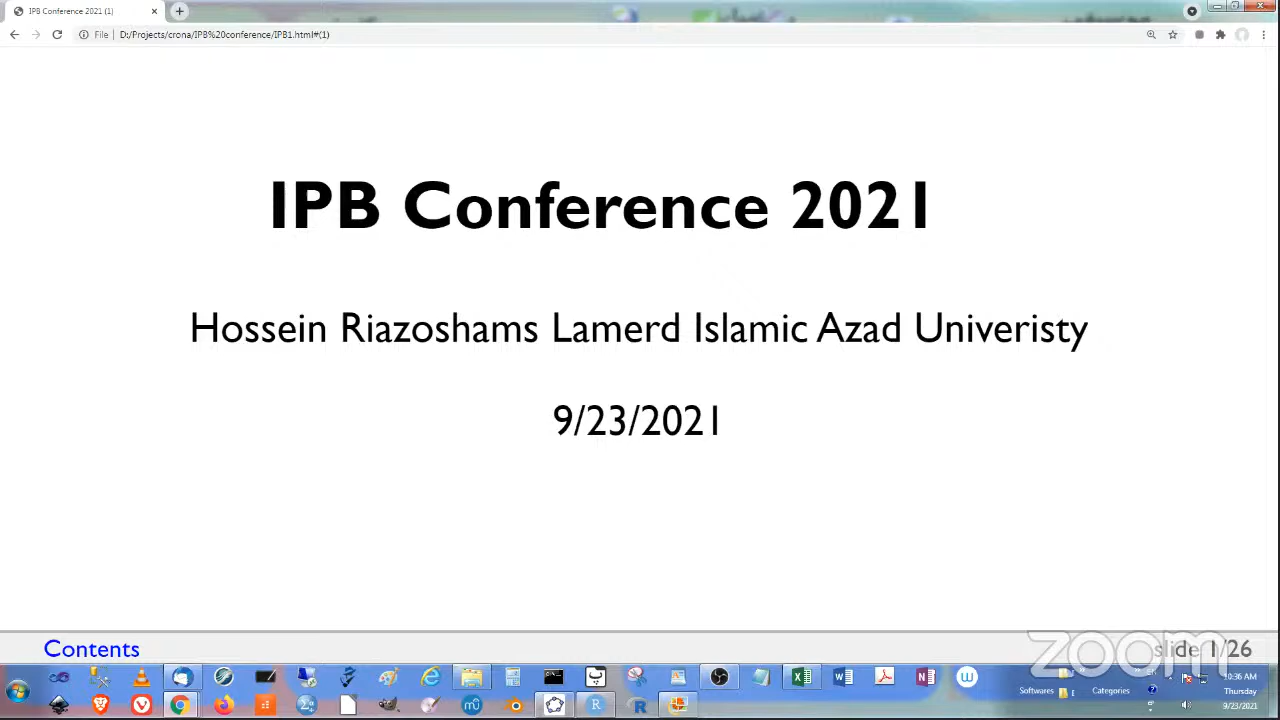 IPB Conference 2021 (1)
File | D:/Projects/crona/IPB%20conference/IPB1.html#(1)
IPB Conference 2021
Hossein Riazoshams Lamerd Islamic Azad Univeristy
9/23/2021
Contents
slide 1/26
zoom
Softwares
Categories
10:36 AM
Thursday
9/23/2021